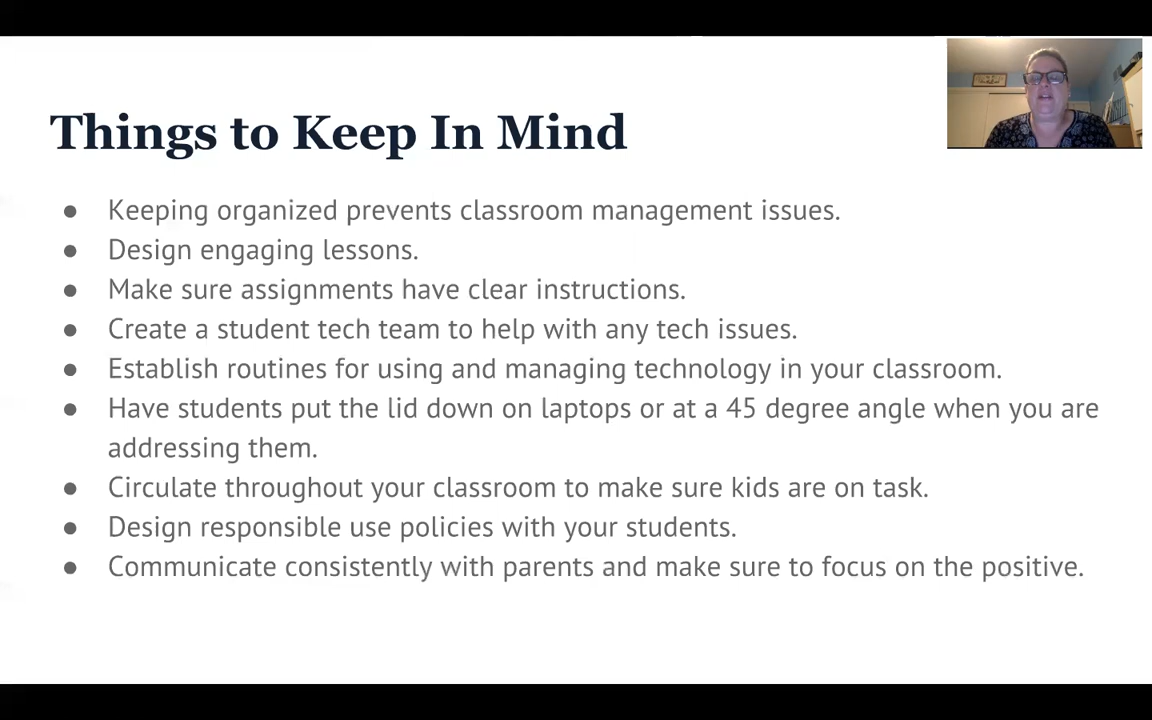 Things to Keep In Mind
● Keeping organized prevents classroom management issues.
● Design engaging lessons.
● Make sure assignments have clear instructions.
● Create a student tech team to help with any tech issues.
● Establish routines for using and managing technology in your classroom.
● Have students put the lid down on laptops or at a 45 degree angle when you are
addressing them.
● Circulate throughout your classroom to make sure kids are on task.
● Design responsible use policies with your students.
● Communicate consistently with parents and make sure to focus on the positive.